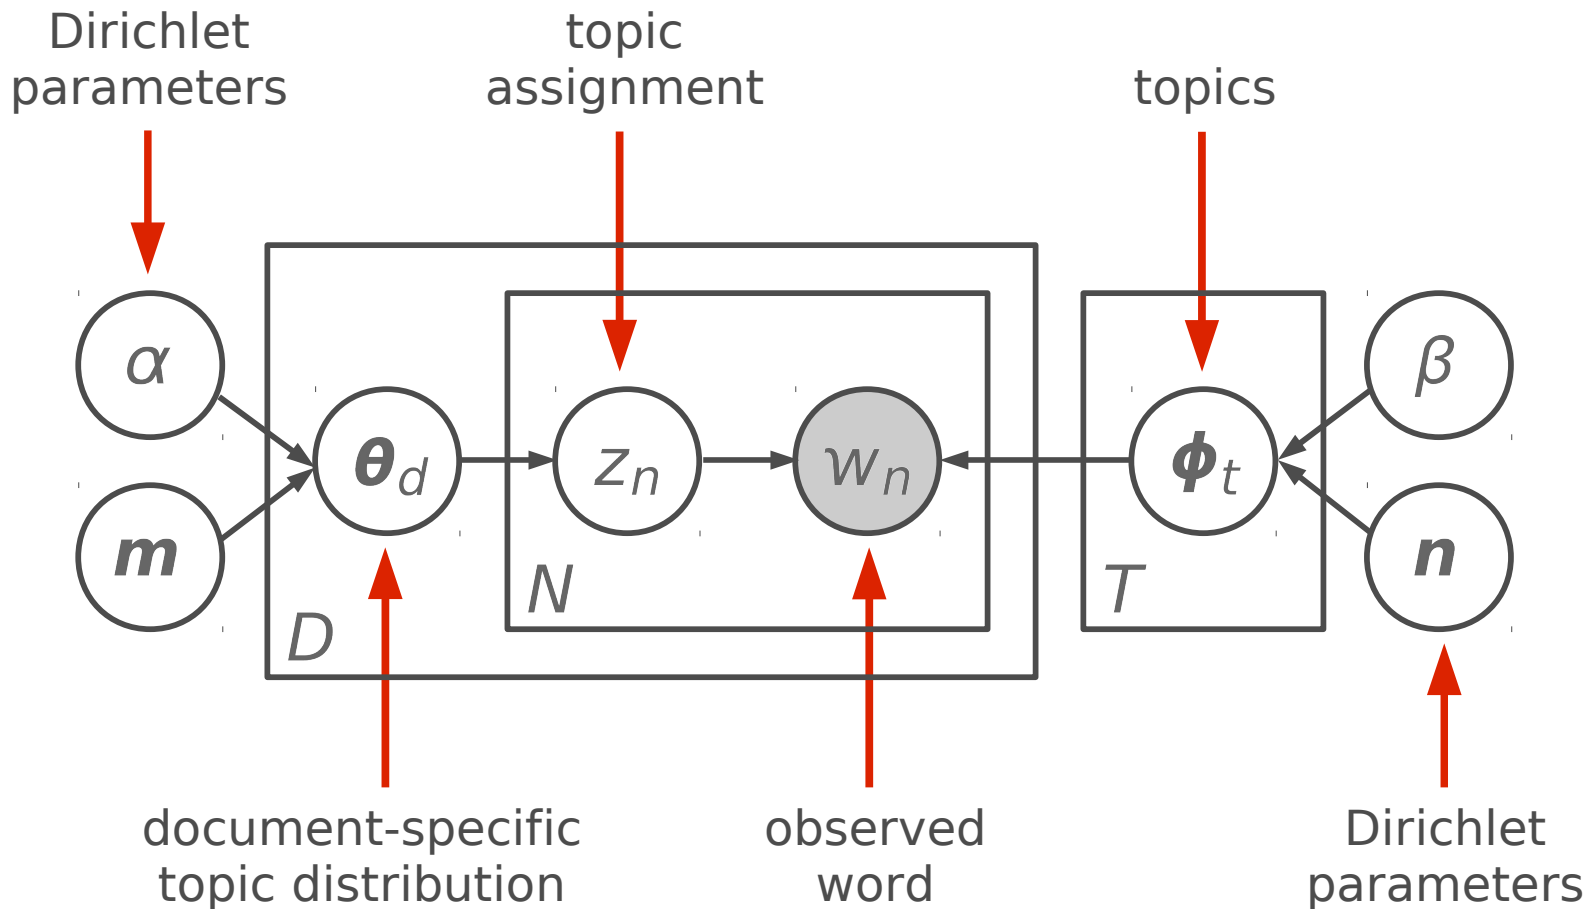 Dirichlet
parameters
topic
assignment
topics
α
β
θd
zn
wn
ϕt
m
n
D
N
T
document-specific
topic distribution
observed
word
Dirichlet
parameters